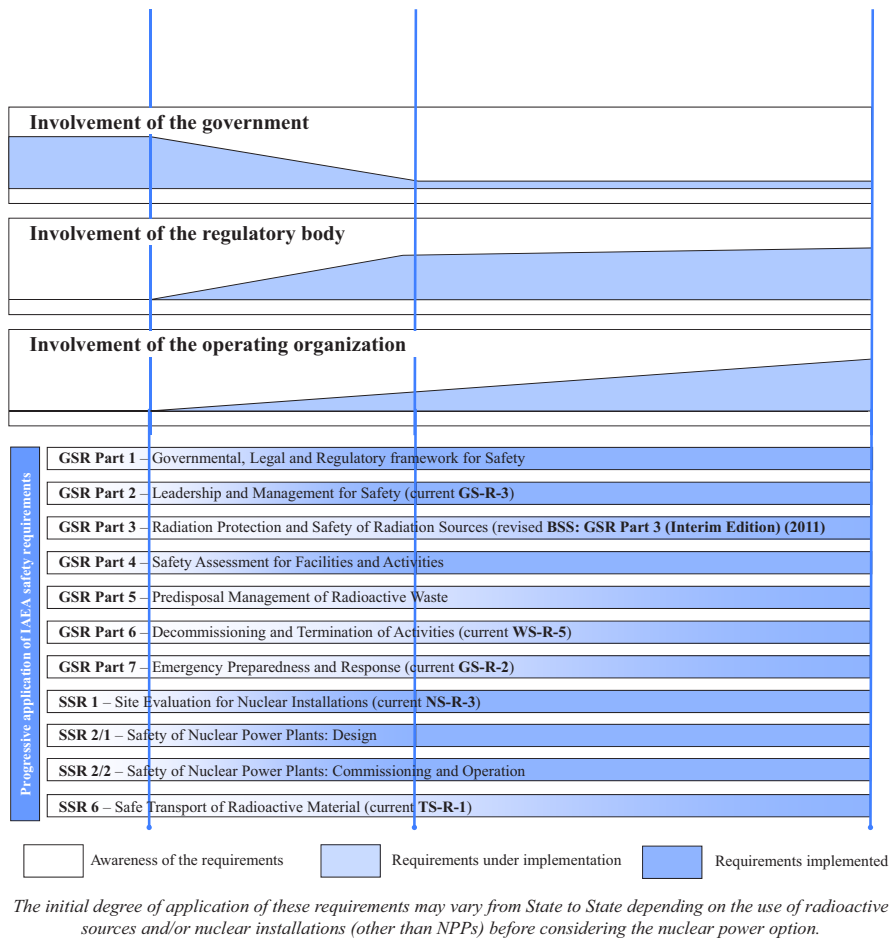 Involvement of the government
Involvement of the regulatory body
Involvement of the operating organization
Progressive application of IAEA safety requirements
GSR Part 1 – Governmental, Legal and Regulatory framework for Safety
GSR Part 2 – Leadership and Management for Safety (current GS-R-3)
GSR Part 3 – Radiation Protection and Safety of Radiation Sources (revised BSS: GSR Part 3 (Interim Edition) (2011)
GSR Part 4 – Safety Assessment for Facilities and Activities
GSR Part 5 – Predisposal Management of Radioactive Waste
GSR Part 6 – Decommissioning and Termination of Activities (current WS-R-5)
GSR Part 7 – Emergency Preparedness and Response (current GS-R-2)
SSR 1 – Site Evaluation for Nuclear Installations (current NS-R-3)
SSR 2/1 – Safety of Nuclear Power Plants: Design
SSR 2/2 – Safety of Nuclear Power Plants: Commissioning and Operation
SSR 6 – Safe Transport of Radioactive Material (current TS-R-1)
Awareness of the requirements
Requirements under implementation
Requirements implemented
The initial degree of application of these requirements may vary from State to State depending on the use of radioactive
sources and/or nuclear installations (other than NPPs) before considering the nuclear power option.